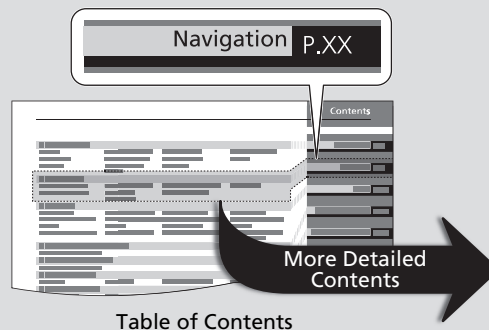 Navigation P.XX
Contents
More Detailed
Contents
Table of Contents